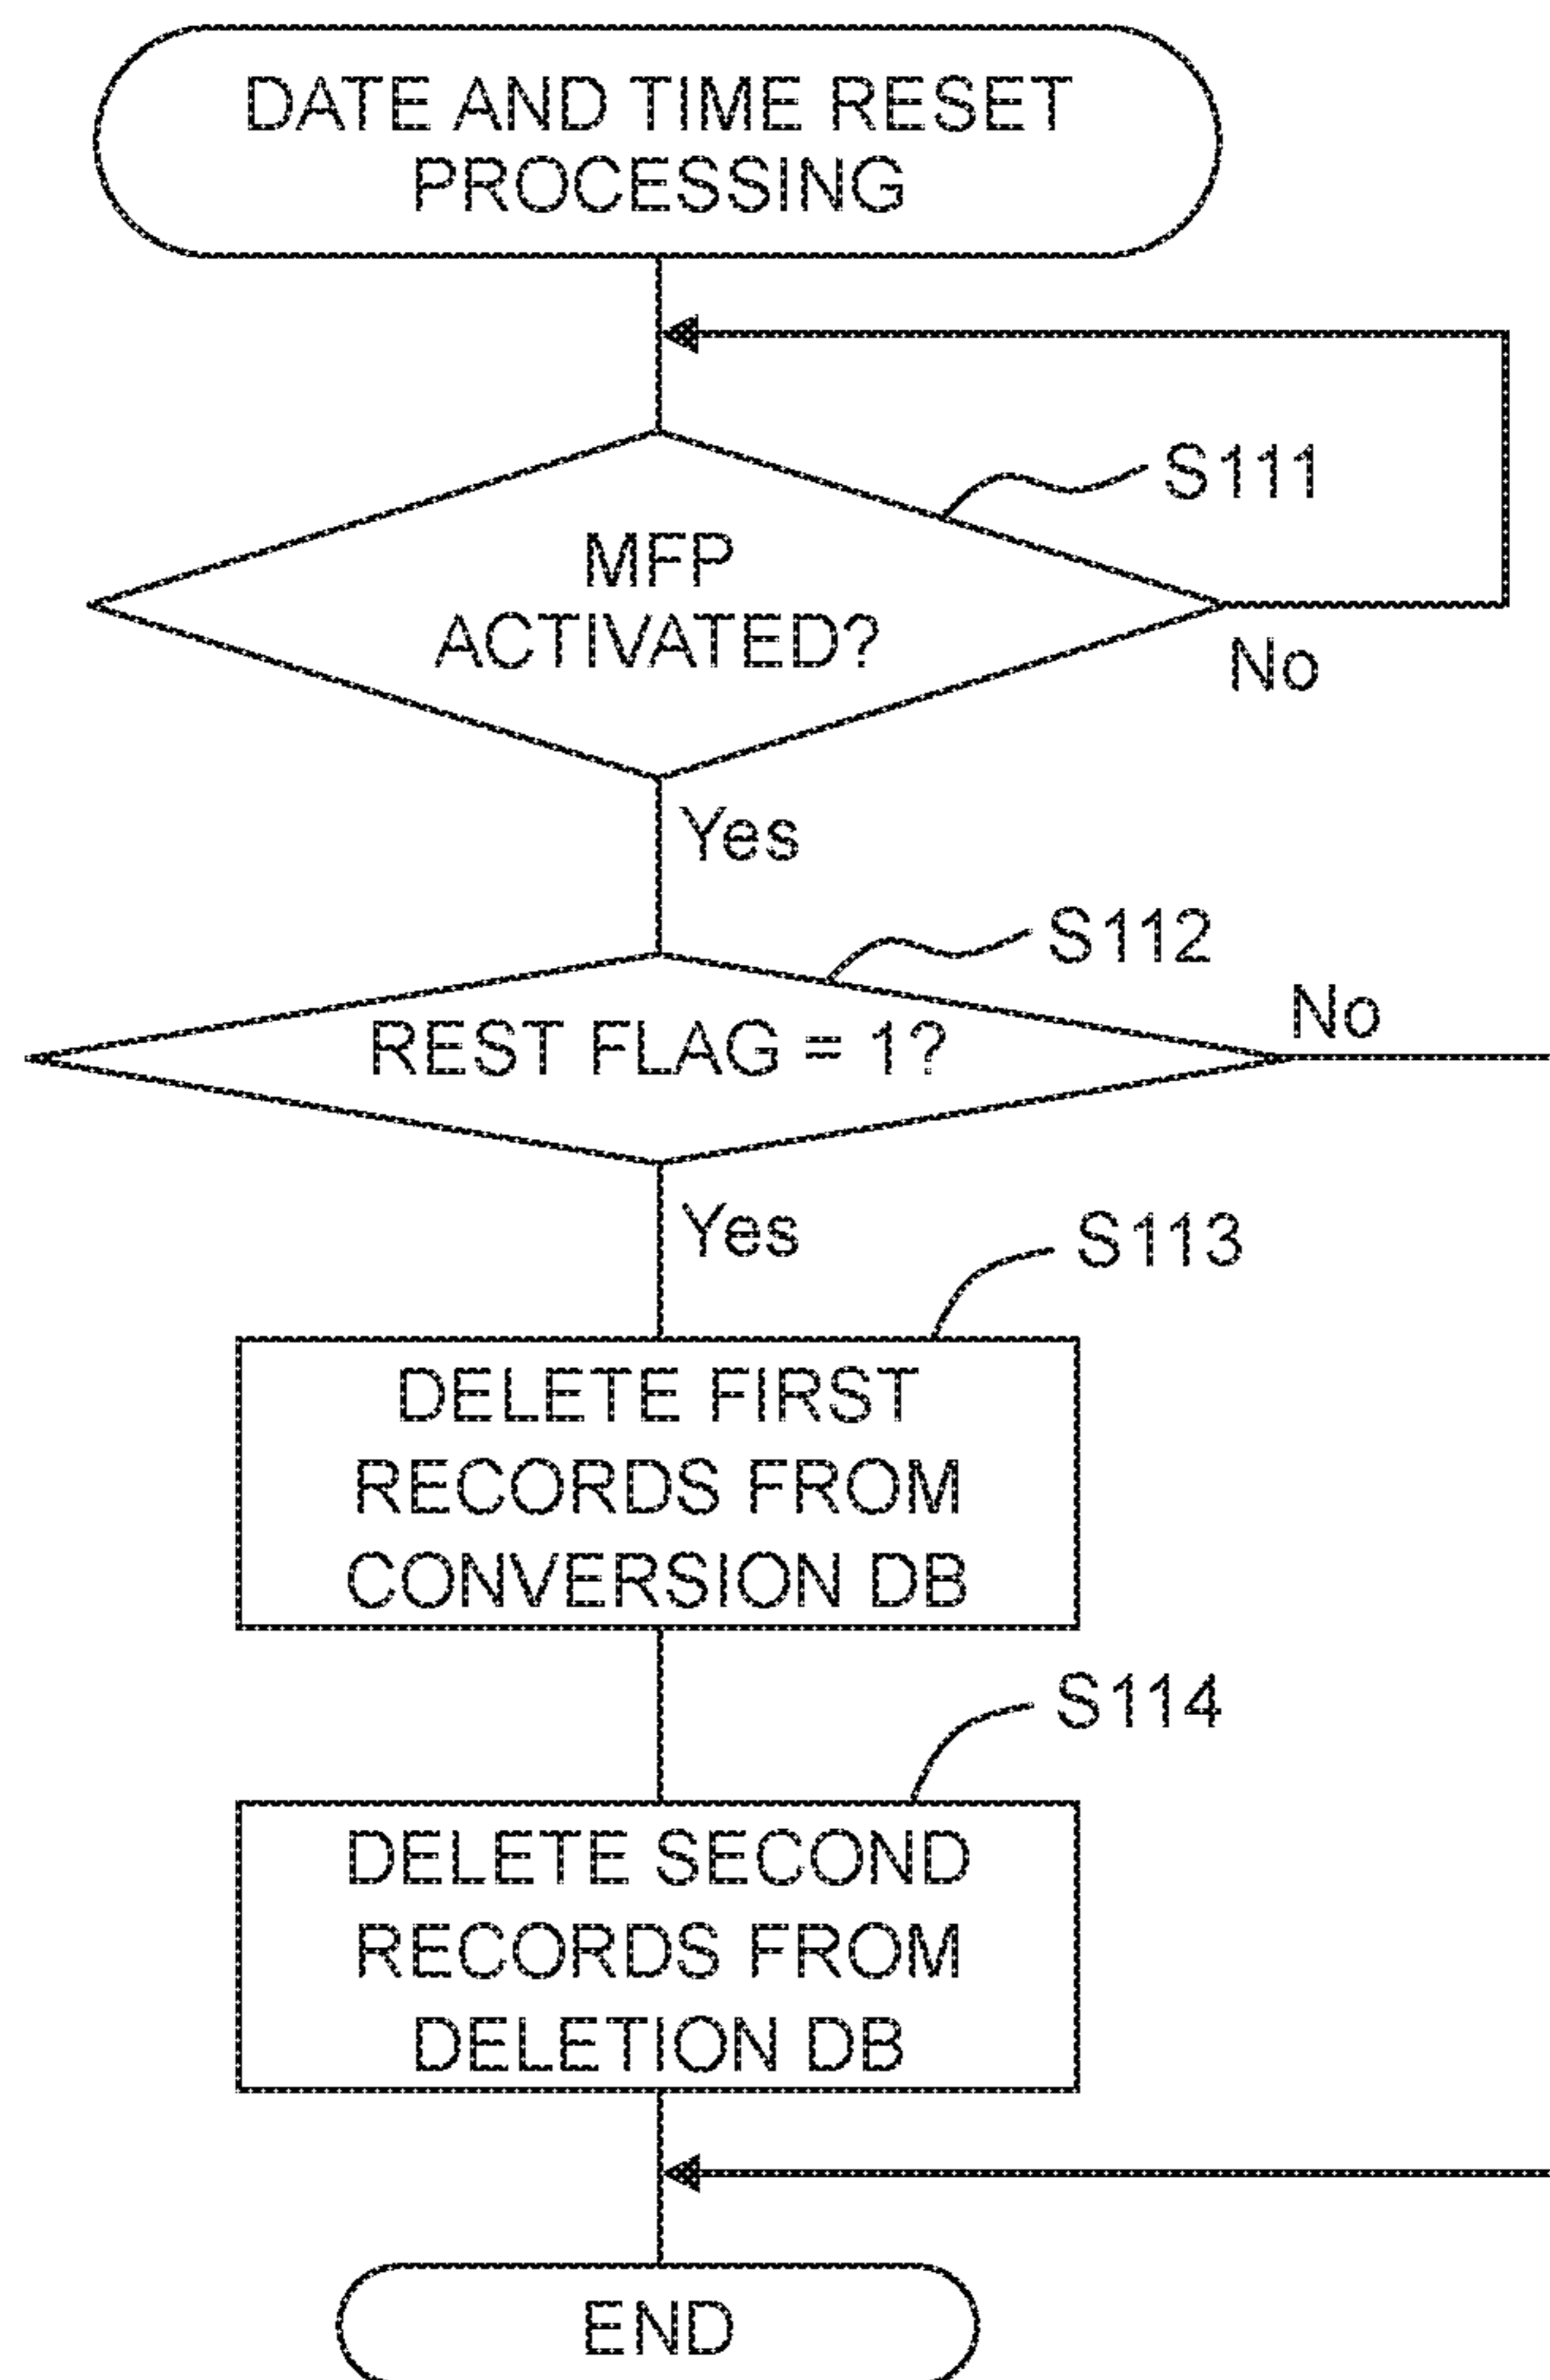 DATE AND TIME RESET
PROCESSING
S111
MFP
ACTIVATED?
No
Yes
S112
No
REST FLAG = 1?
Yes
S113
DELETE FIRST
RECORDS FROM
CONVERSION DB
S114
DELETE SECOND
RECORDS FROM
DELETION DB
END